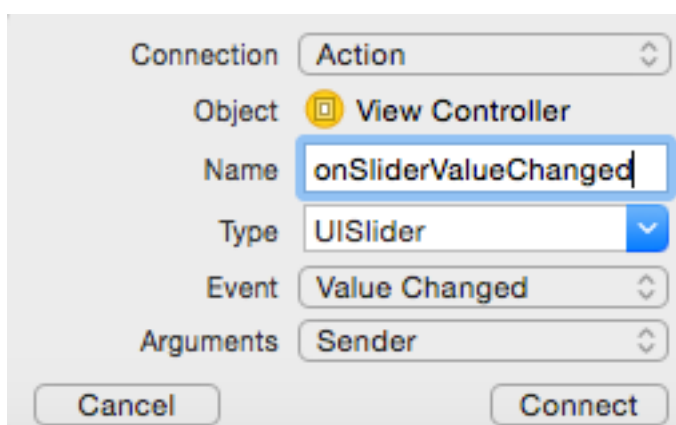 Connection Action
Object View Controller
Name onSliderValueChanged
Type UISlider
Event Value Changed
Arguments Sender
Cancel Connect